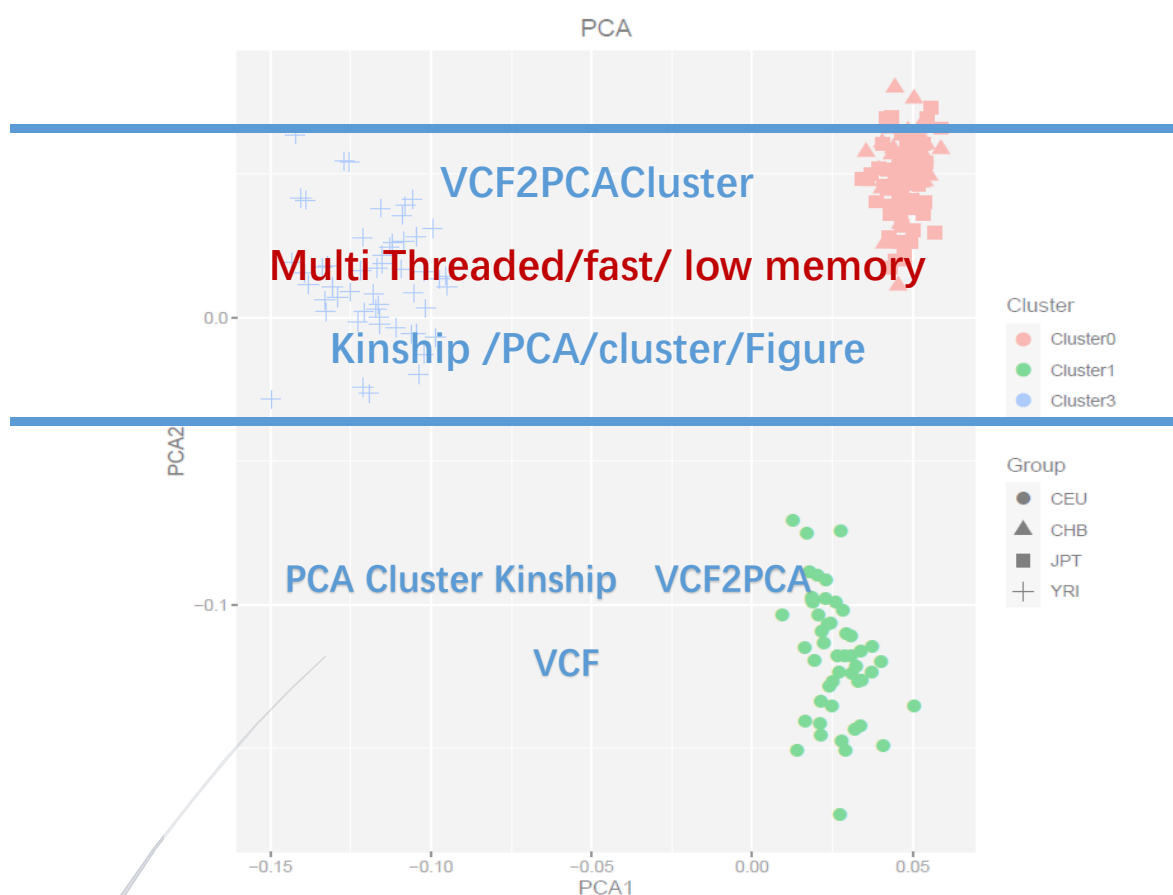 PCA
VCF2PCACluster
Multi Threaded/fast/ low memory
Kinship /PCA/cluster/Figure
PCA Cluster Kinship VCF2PCA
VCF
0.0
−0.1
PCA2
−0.15
−0.10
−0.05
0.00
0.05
PCA1
Cluster
Cluster0
Cluster1
Cluster3
Group
CEU
CHB
JPT
YRI